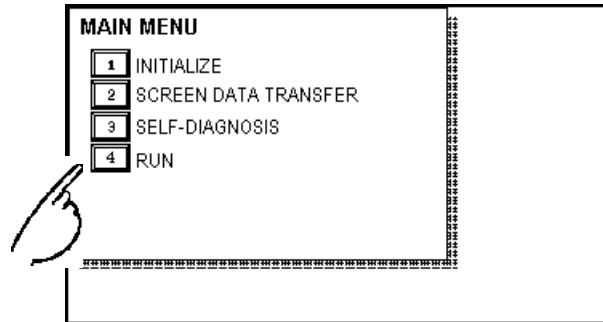 MAIN MENU
1 INITIALIZE
2 SCREEN DATA TRANSFER
3 SELF-DIAGNOSIS
4 RUN